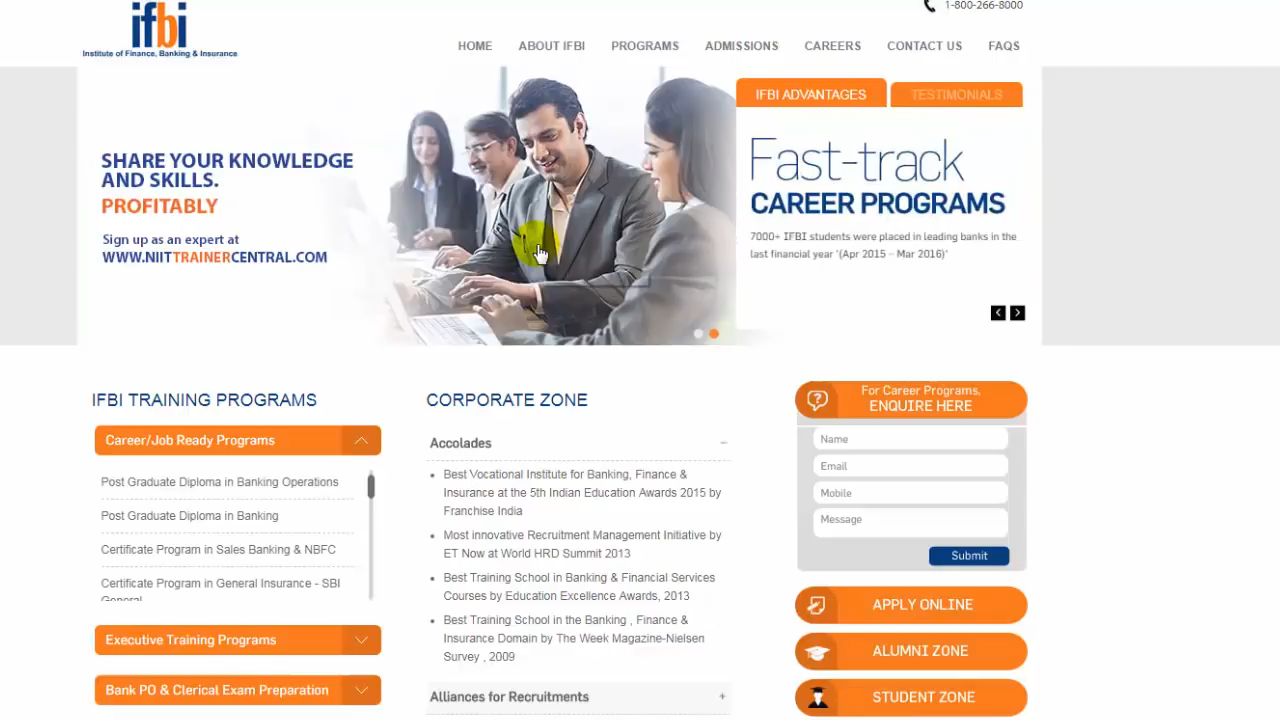 ifbi
Institute of Finance, Banking & Insurance
1-800-266-8000
HOME
ABOUT IFBI
PROGRAMS
ADMISSIONS
CAREERS
CONTACT US
FAQS
SHARE YOUR KNOWLEDGE
AND SKILLS.
PROFITABLY
Sign up as an expert at
WWW.NIITTRAINERCENTRAL.COM
IFBI ADVANTAGES
TESTIMONIALS
Fast-track
CAREER PROGRAMS
7000+ IFBI students were placed in leading banks in the
last financial year '(Apr 2015 – Mar 2016)'
IFBI TRAINING PROGRAMS
Career/Job Ready Programs
Post Graduate Diploma in Banking Operations
Post Graduate Diploma in Banking
Certificate Program in Sales Banking & NBFC
Certificate Program in General Insurance - SBI
General
Executive Training Programs
Bank PO & Clerical Exam Preparation
CORPORATE ZONE
Accolades
Best Vocational Institute for Banking, Finance &
Insurance at the 5th Indian Education Awards 2015 by
Franchise India
Most innovative Recruitment Management Initiative by
ET Now at World HRD Summit 2013
Best Training School in Banking & Financial Services
Courses by Education Excellence Awards, 2013
Best Training School in the Banking , Finance &
Insurance Domain by The Week Magazine-Nielsen
Survey , 2009
Alliances for Recruitments
For Career Programs,
ENQUIRE HERE
Name
Email
Mobile
Message
Submit
APPLY ONLINE
ALUMNI ZONE
STUDENT ZONE